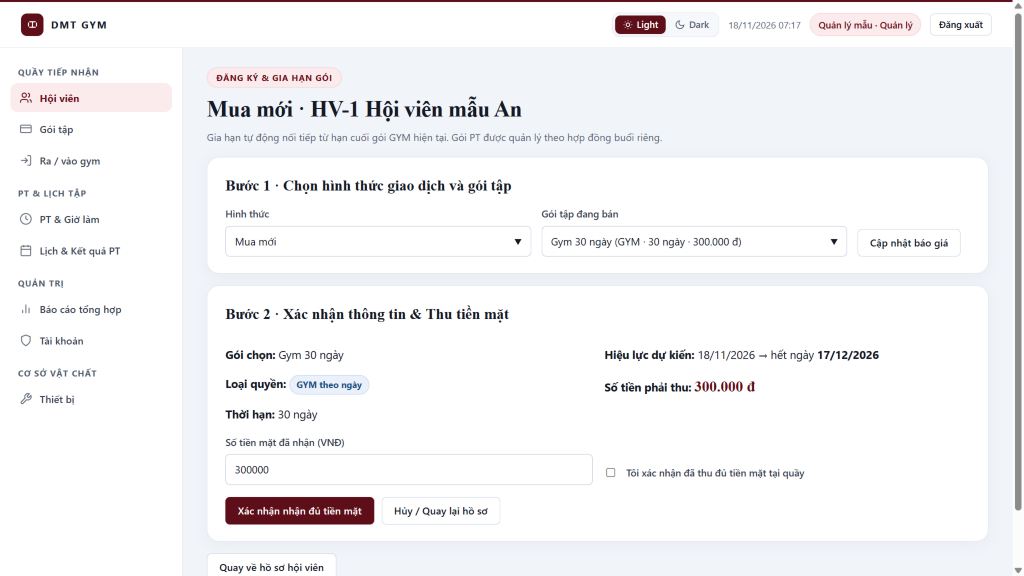 DMT GYM
Light
Dark
18/11/2026 07:17
Quản lý mẫu · Quản lý
Đăng xuất
QUẦY TIẾP NHẬN
Hội viên
Gói tập
Ra / vào gym
PT & LỊCH TẬP
PT & Giờ làm
Lịch & Kết quả PT
QUẢN TRỊ
Báo cáo tổng hợp
Tài khoản
CƠ SỞ VẬT CHẤT
Thiết bị
ĐĂNG KÝ & GIA HẠN GÓI
Mua mới · HV-1 Hội viên mẫu An
Gia hạn tự động nối tiếp từ hạn cuối gói GYM hiện tại. Gói PT được quản lý theo hợp đồng buổi riêng.
Bước 1 · Chọn hình thức giao dịch và gói tập
Hình thức
Gói tập đang bán
Mua mới
Gym 30 ngày (GYM · 30 ngày · 300.000 đ)
Cập nhật báo giá
Bước 2 · Xác nhận thông tin & Thu tiền mặt
Gói chọn: Gym 30 ngày
Hiệu lực dự kiến: 18/11/2026 → hết ngày 17/12/2026
Loại quyền: GYM theo ngày
Số tiền phải thu: 300.000 đ
Thời hạn: 30 ngày
Số tiền mặt đã nhận (VNĐ)
300000
Tôi xác nhận đã thu đủ tiền mặt tại quầy
Xác nhận nhận đủ tiền mặt
Hủy / Quay lại hồ sơ
Quay về hồ sơ hội viên